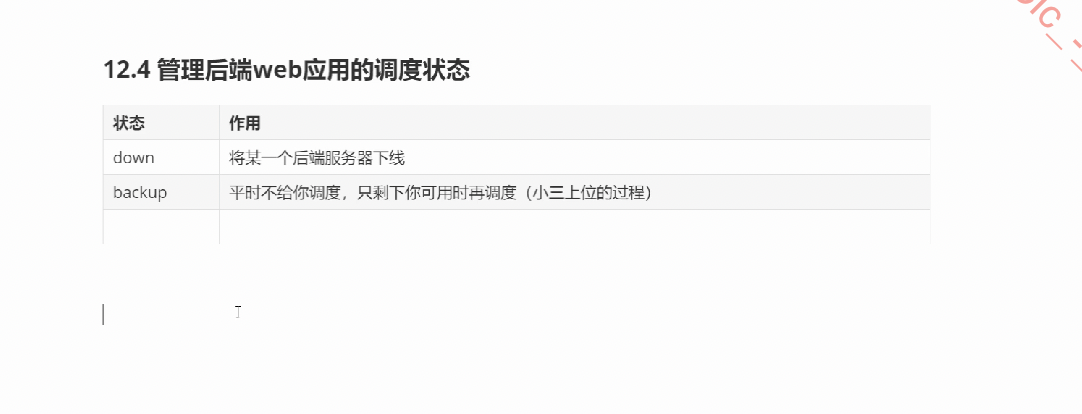 12.4 管理后端web应用的调度状态
状态 作用
down 将某一个后端服务器下线
backup 平时不给你调度，只剩下你可用时再调度（小三上位的过程）